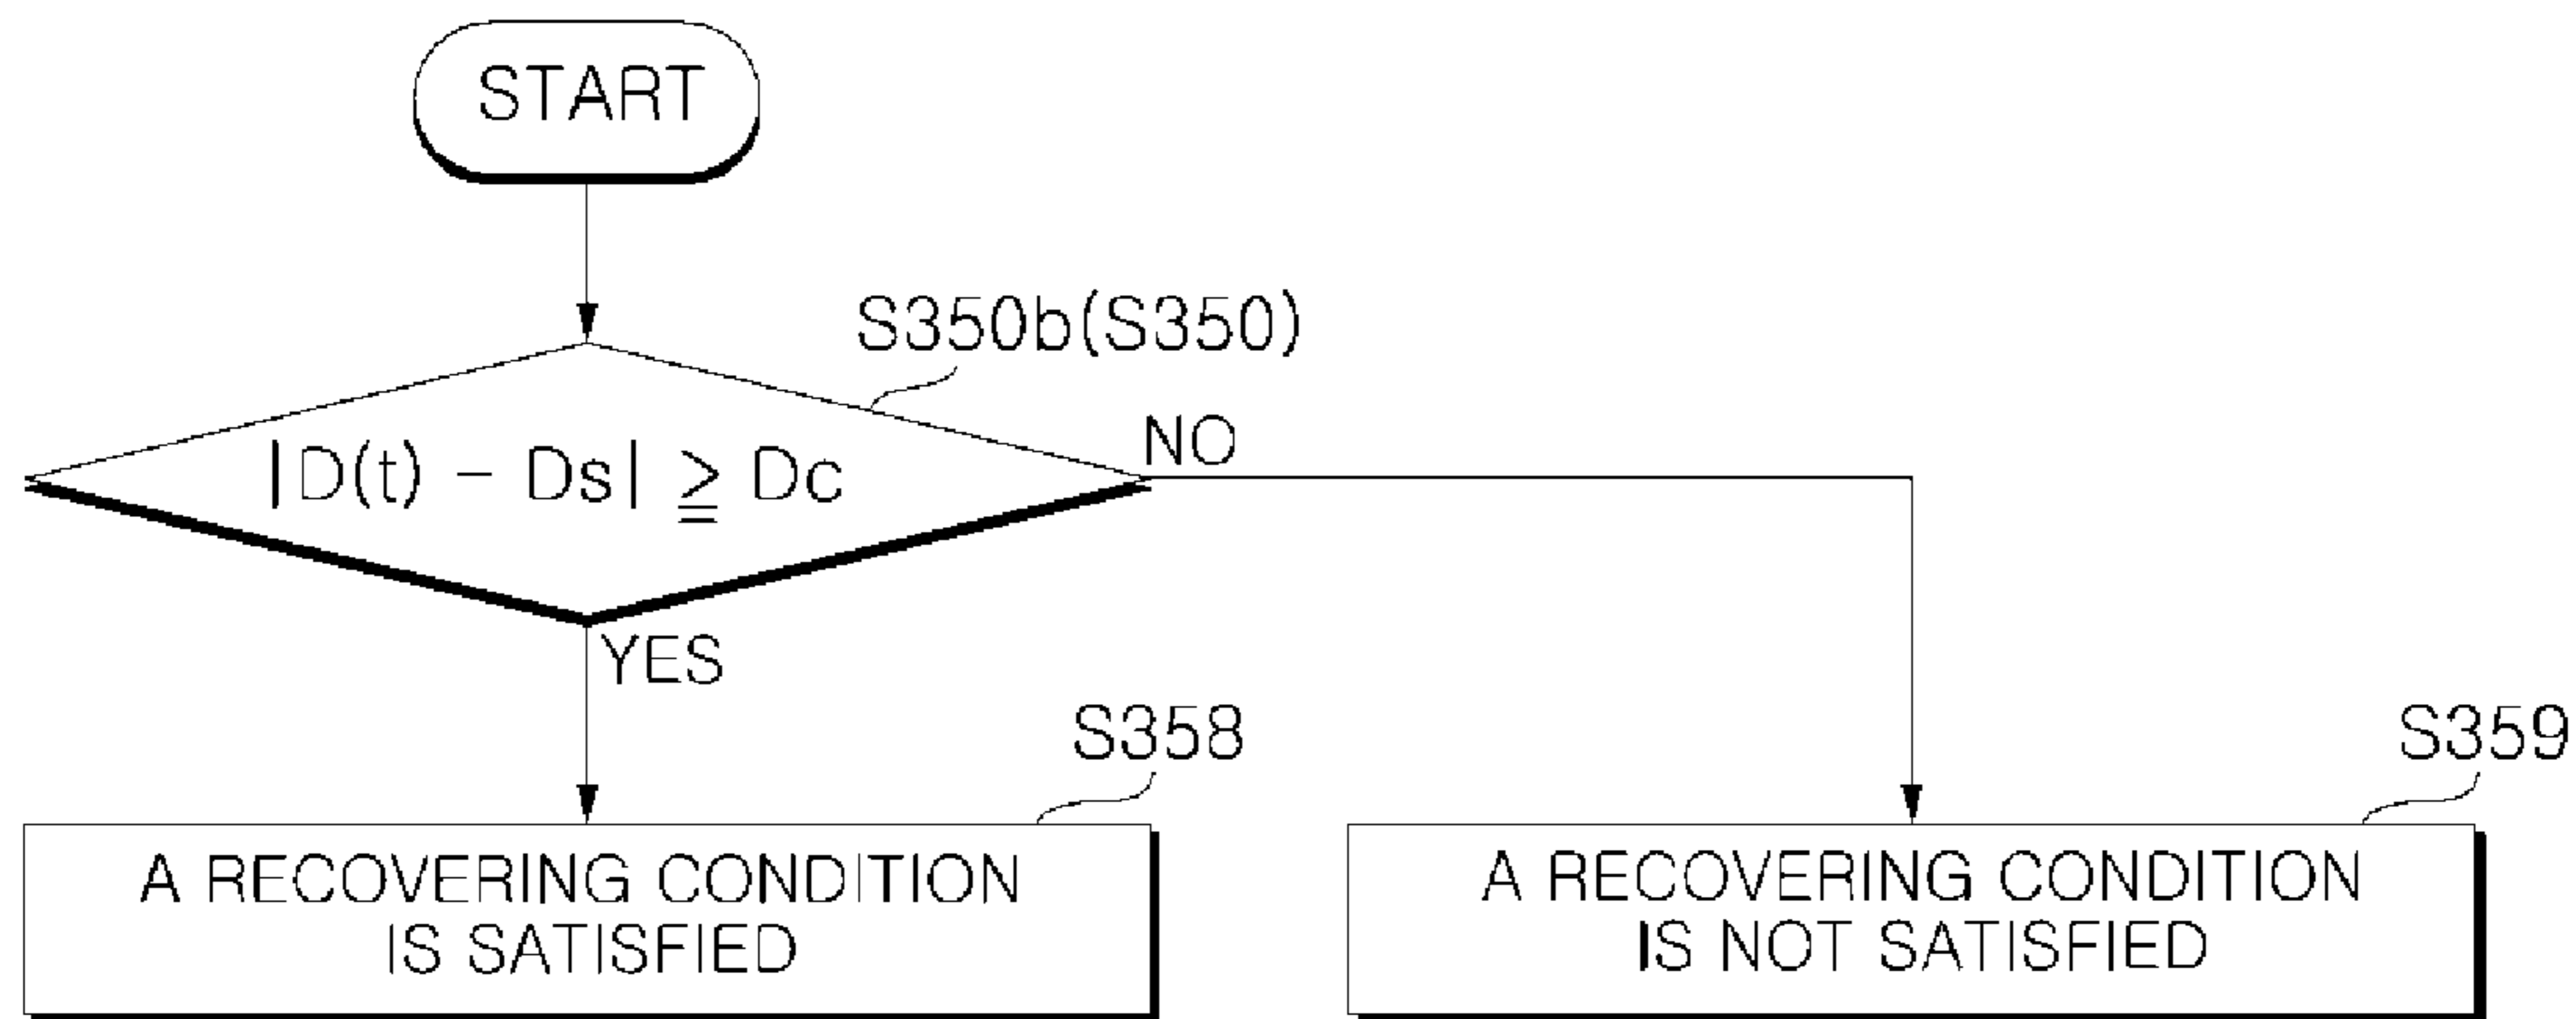 START
S350b(S350)
|D(t) - Ds| ≧ Dc
NO
YES
S358
S359
A RECOVERING CONDITION
IS SATISFIED
A RECOVERING CONDITION
IS NOT SATISFIED